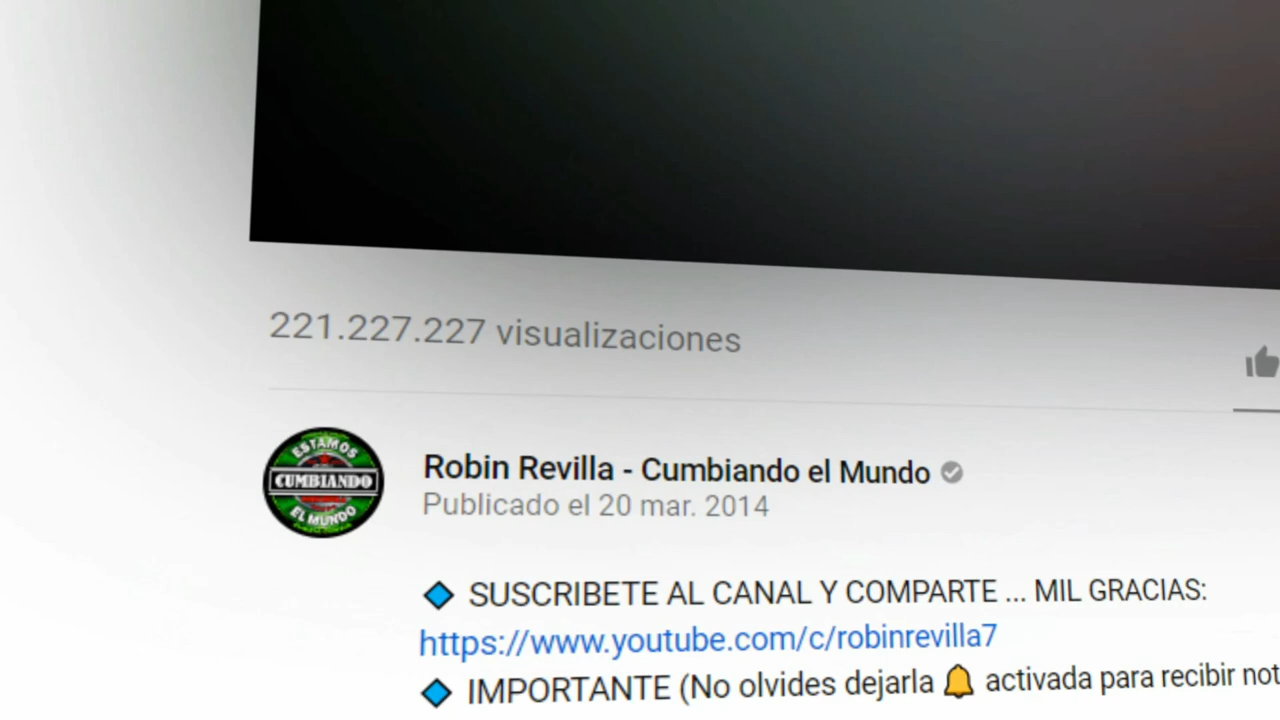 221.227.227 visualizaciones
ESTAMOS
CUMBIANDO
EL MUNDO
Robin Revilla - Cumbiando el Mundo
Publicado el 20 mar. 2014
SUSCRIBETE AL CANAL Y COMPARTE ... MIL GRACIAS:
https://www.youtube.com/c/robinrevilla7
IMPORTANTE (No olvides dejarla 🔔 activada para recibir not